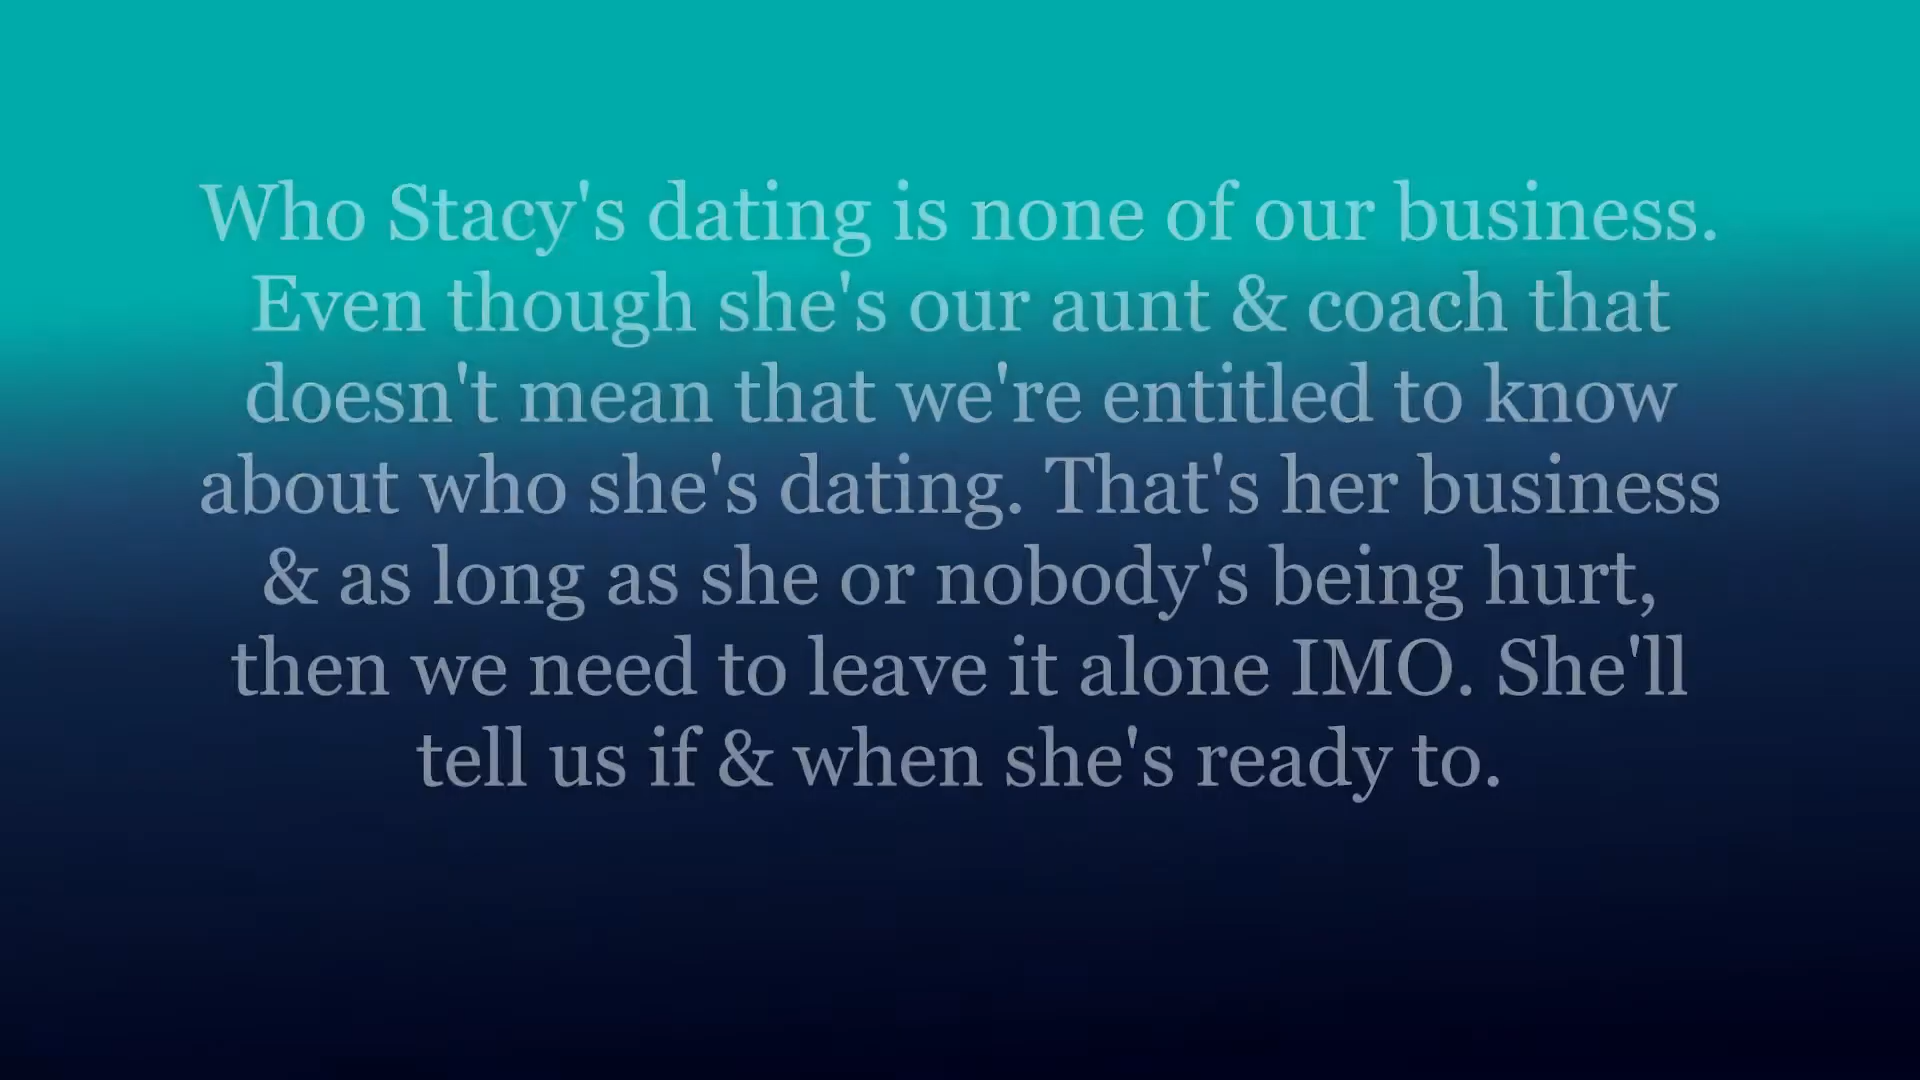 Who Stacy's dating is none of our business.
Even though she's our aunt & coach that
doesn't mean that we're entitled to know
about who she's dating. That's her business
& as long as she or nobody's being hurt,
then we need to leave it alone IMO. She'll
tell us if & when she's ready to.